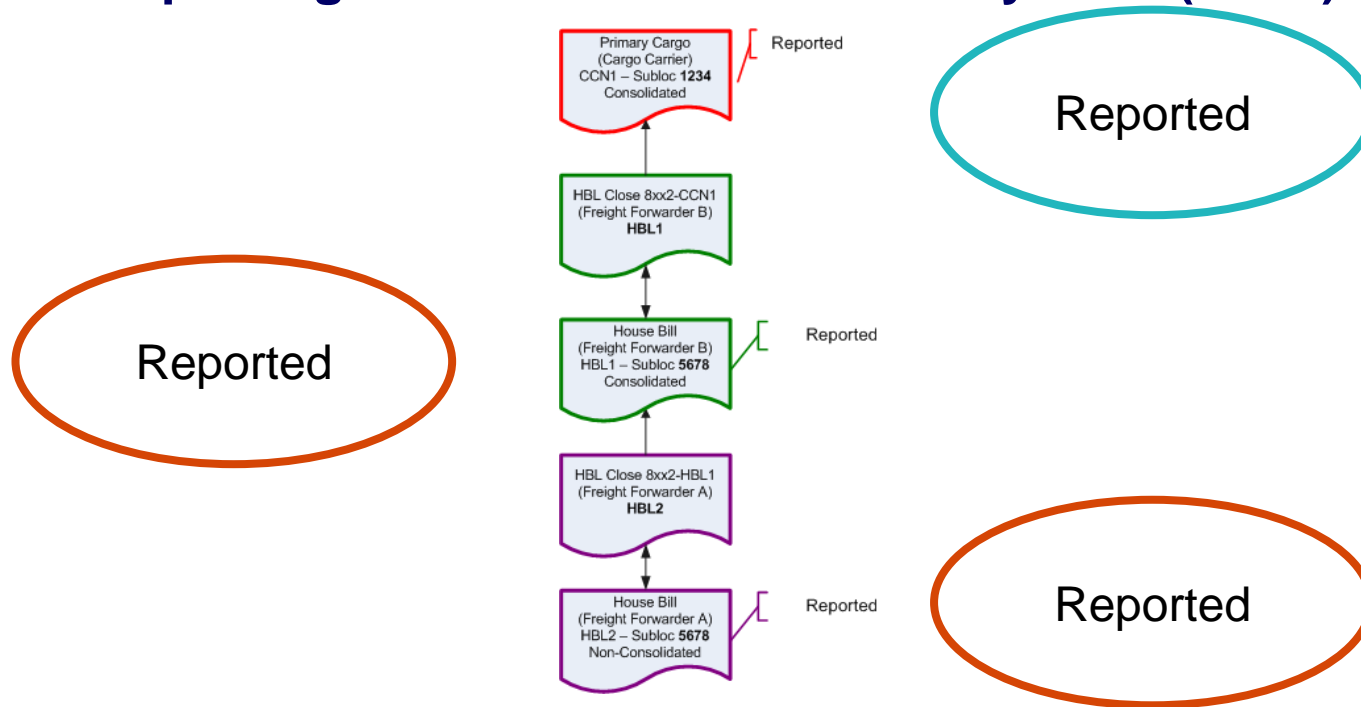 Primary Cargo
(Cargo Carrier)
CCN1 – Subloc 1234
Consolidated
Reported
Reported
HBL Close 8xx2-CCN1
(Freight Forwarder B)
HBL1
Reported
House Bill
(Freight Forwarder B)
HBL1 – Subloc 5678
Consolidated
Reported
HBL Close 8xx2-HBL1
(Freight Forwarder A)
HBL2
House Bill
(Freight Forwarder A)
HBL2 – Subloc 5678
Non-Consolidated
Reported
Reported